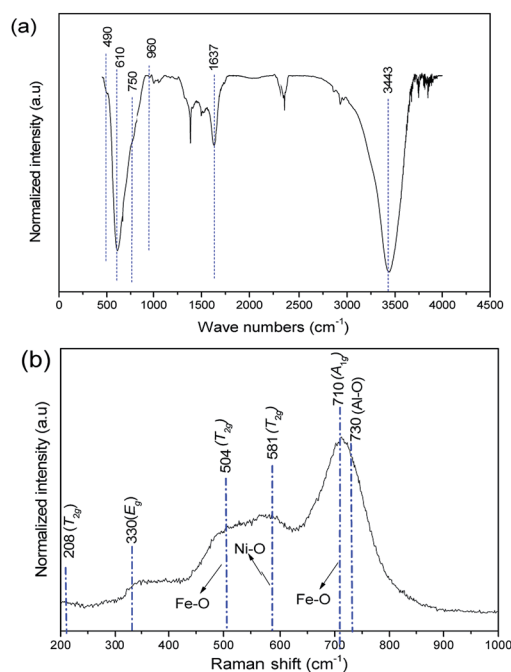 (a)
490
610
750
960
1637
3443
Normalized intensity (a.u)
0 500 1000 1500 2000 2500 3000 3500 4000 4500
Wave numbers (cm⁻¹)
(b)
208 (T2g)
330(Eg)
504 (T2g)
581 (T2g)
710 (A1g)
730 (Al-O)
Ni-O
Fe-O
Fe-O
Normalized intensity (a.u)
200 300 400 500 600 700 800 900 1000
Raman shift (cm⁻¹)